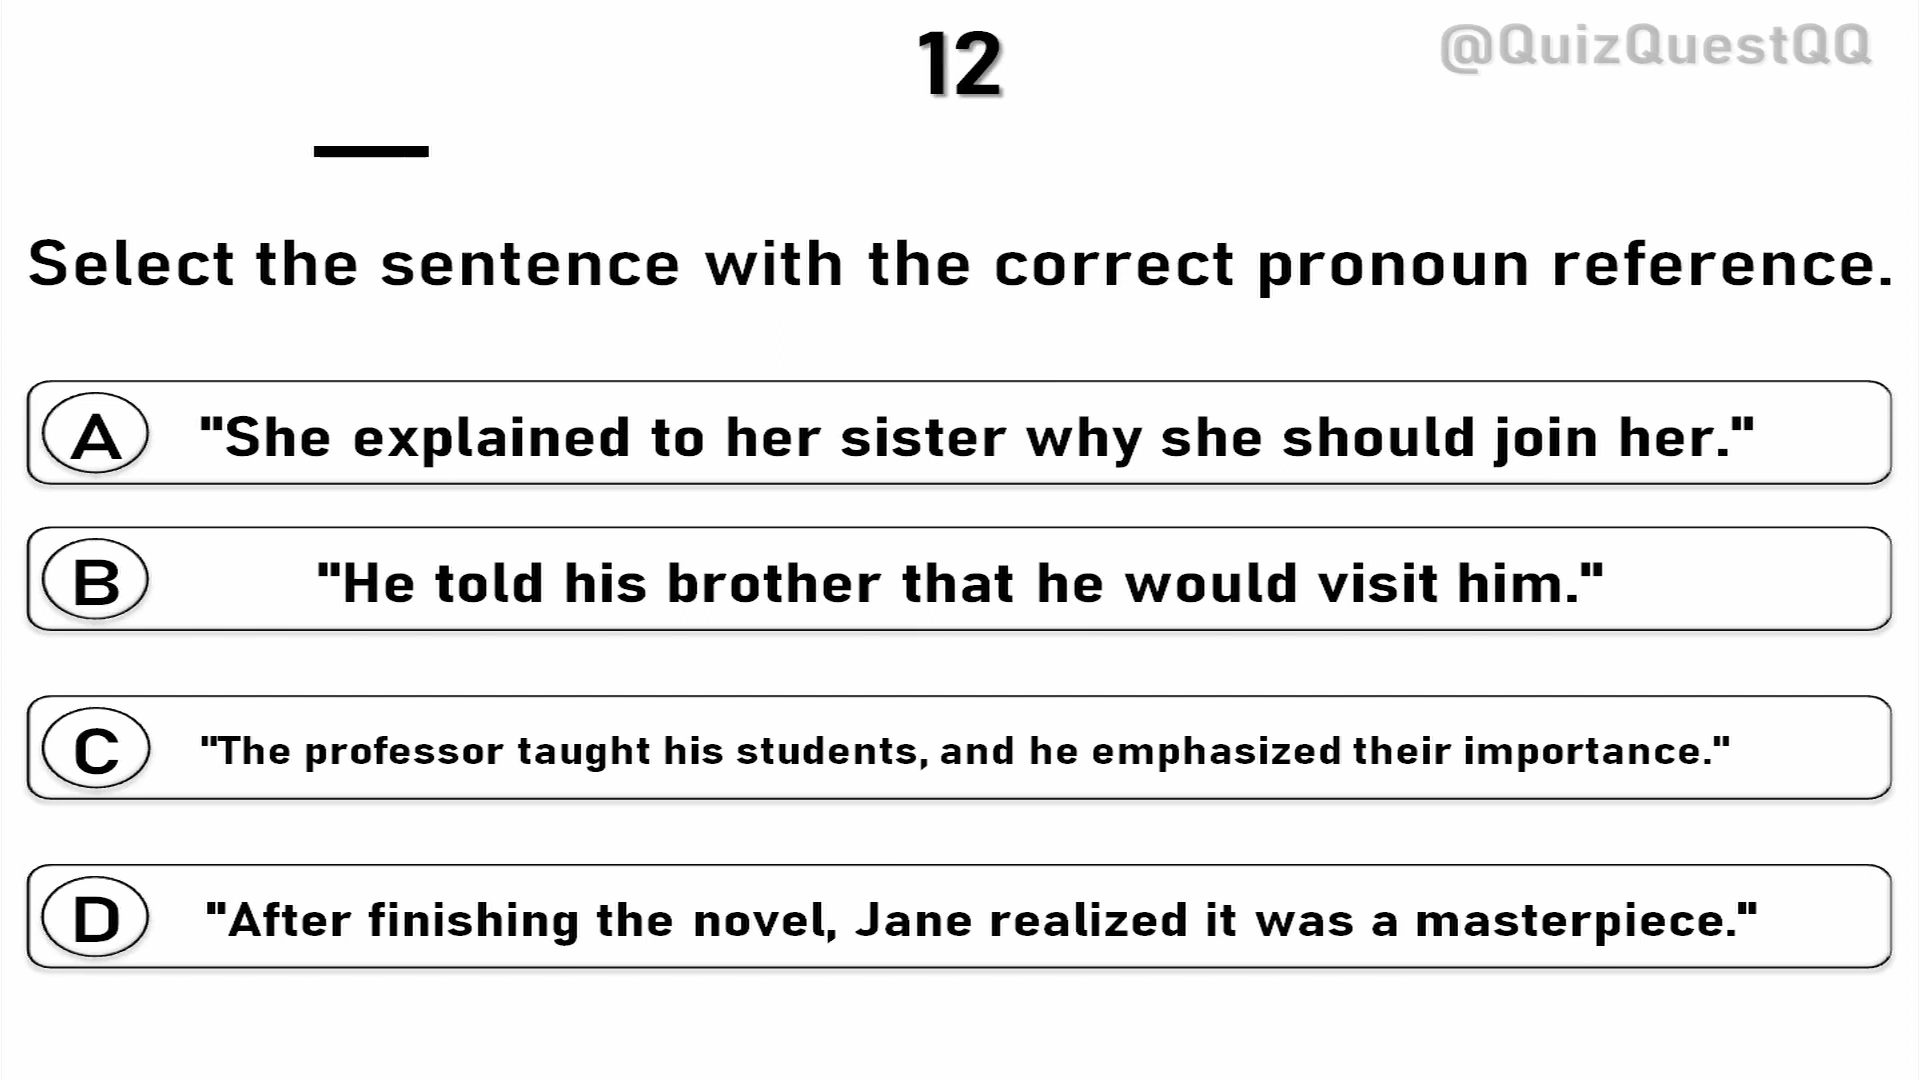 12
@QuizQuestQQ
Select the sentence with the correct pronoun reference.
A "She explained to her sister why she should join her."
B "He told his brother that he would visit him."
C "The professor taught his students, and he emphasized their importance."
D "After finishing the novel, Jane realized it was a masterpiece."